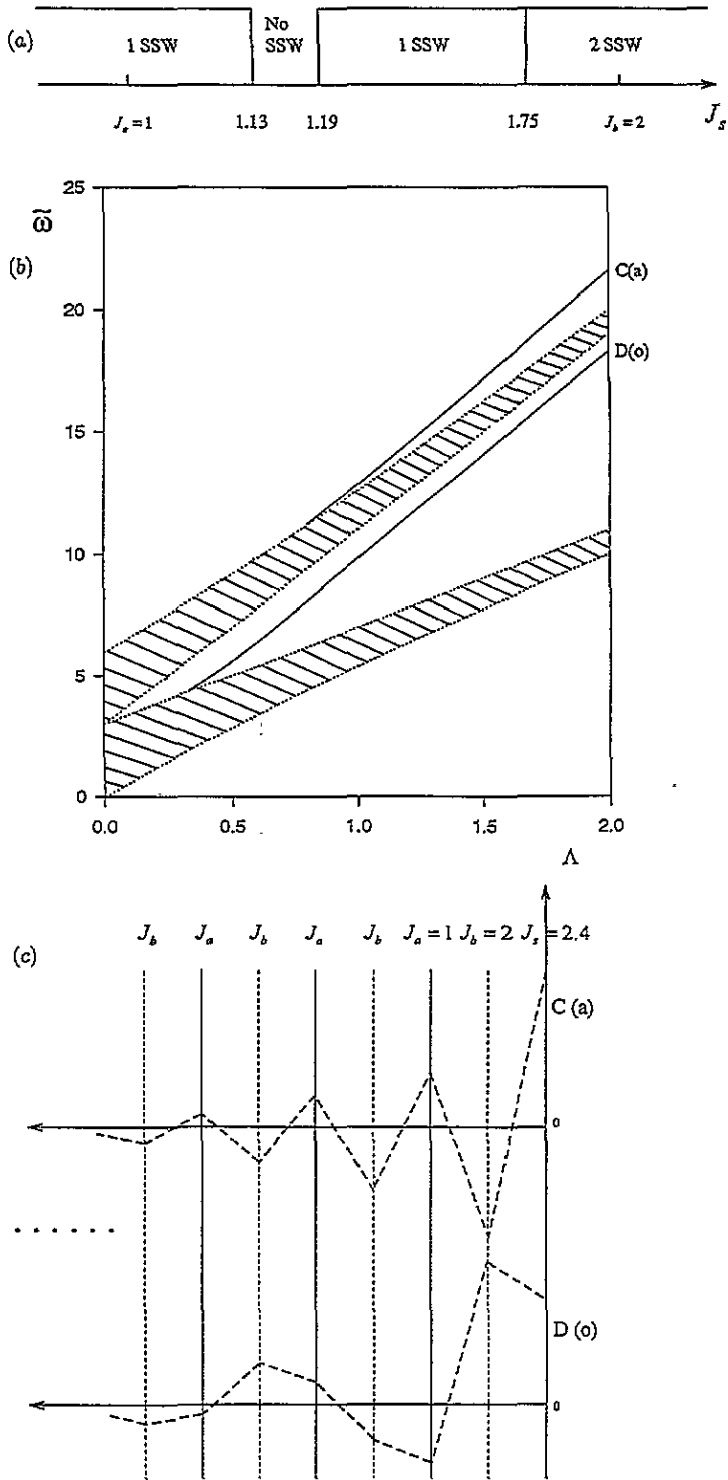 (a)
1 SSW
No
SSW
1 SSW
2 SSW
J_a = 1
1.13
1.19
1.75
J_b = 2
J_s
25
ω̃
(b)
C(a)
20
D(o)
15
10
5
0
0.0
0.5
1.0
1.5
2.0
Λ
J_b J_a J_b J_a J_b J_a = 1 J_b = 2 J_s = 2.4
(c)
C (a)
0
D (o)
0